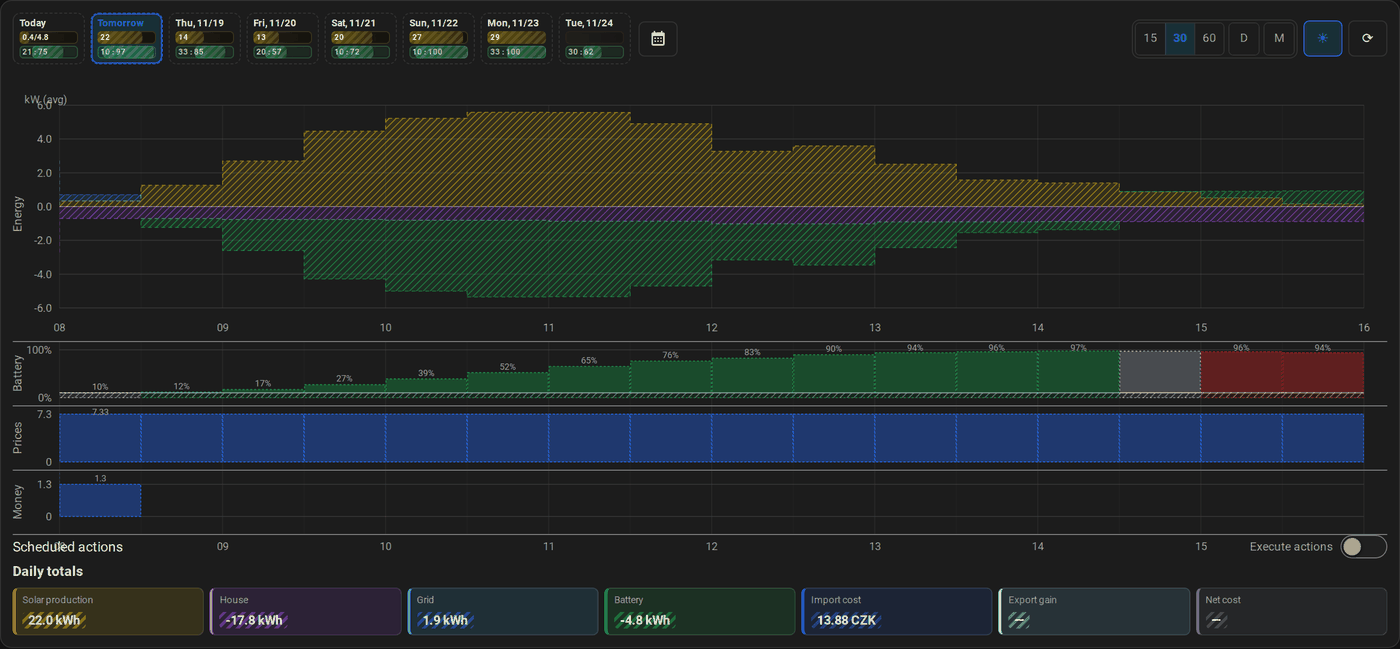 Today
0.4/4.8
21:75
Tomorrow
22
10:97
Thu, 11/19
14
33:85
Fri, 11/20
13
20:57
Sat, 11/21
20
10:72
Sun, 11/22
27
10:100
Mon, 11/23
29
33:100
Tue, 11/24
30:62
15 30 60 D M
kW (avg)
Energy
6.0
4.0
2.0
0.0
-2.0
-4.0
-6.0
08 09 10 11 12 13 14 15 16
Battery
100%
0%
10% 12% 17% 27% 39% 52% 65% 76% 83% 90% 94% 96% 97% 96% 94%
Prices
7.3
0
7.33
Money
1.3
0
1.3
09 10 11 12 13 14 15
Scheduled actions
Execute actions
Daily totals
Solar production
22.0 kWh
House
-17.8 kWh
Grid
1.9 kWh
Battery
-4.8 kWh
Import cost
13.88 CZK
Export gain
—
Net cost
—